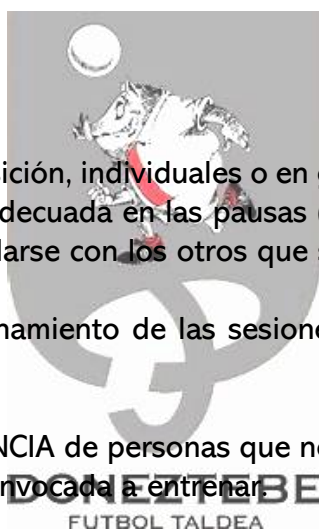 sición, individuales o en
decuada en las pausas
larse con los otros que
namiento de las sesion
NCIA de personas que
nvocada a entrenar.
DONEZTEBE
FUTBOL TALDEA